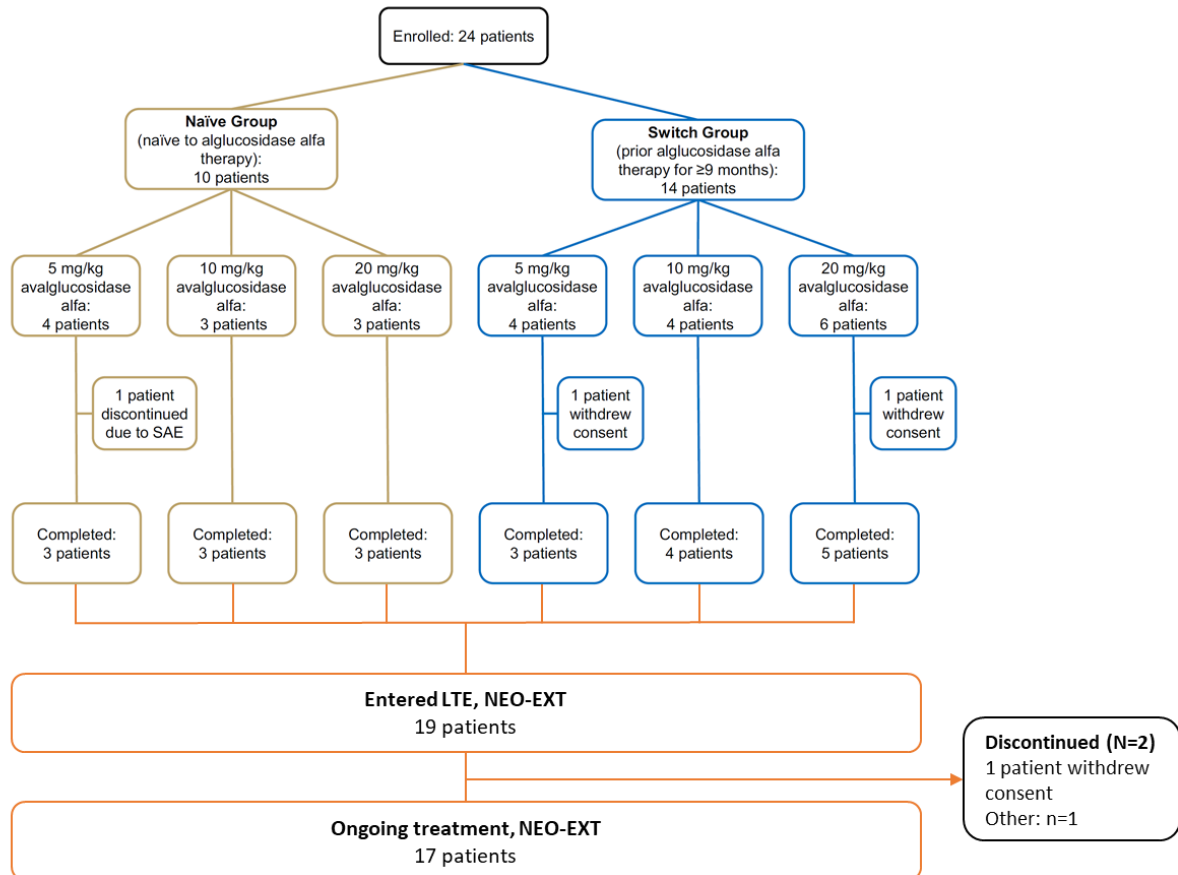 Enrolled: 24 patients
Naïve Group
(naïve to alglucosidase alfa
therapy):
10 patients
Switch Group
(prior alglucosidase alfa
therapy for ≥9 months):
14 patients
5 mg/kg
avalglucosidase
alfa:
4 patients
10 mg/kg
avalglucosidase
alfa:
3 patients
20 mg/kg
avalglucosidase
alfa:
3 patients
5 mg/kg
avalglucosidase
alfa:
4 patients
10 mg/kg
avalglucosidase
alfa:
4 patients
20 mg/kg
avalglucosidase
alfa:
6 patients
1 patient
discontinued
due to SAE
1 patient
withdrew
consent
1 patient
withdrew
consent
Completed:
3 patients
Completed:
3 patients
Completed:
3 patients
Completed:
3 patients
Completed:
4 patients
Completed:
5 patients
Entered LTE, NEO-EXT
19 patients
Discontinued (N=2)
1 patient withdrew
consent
Other: n=1
Ongoing treatment, NEO-EXT
17 patients